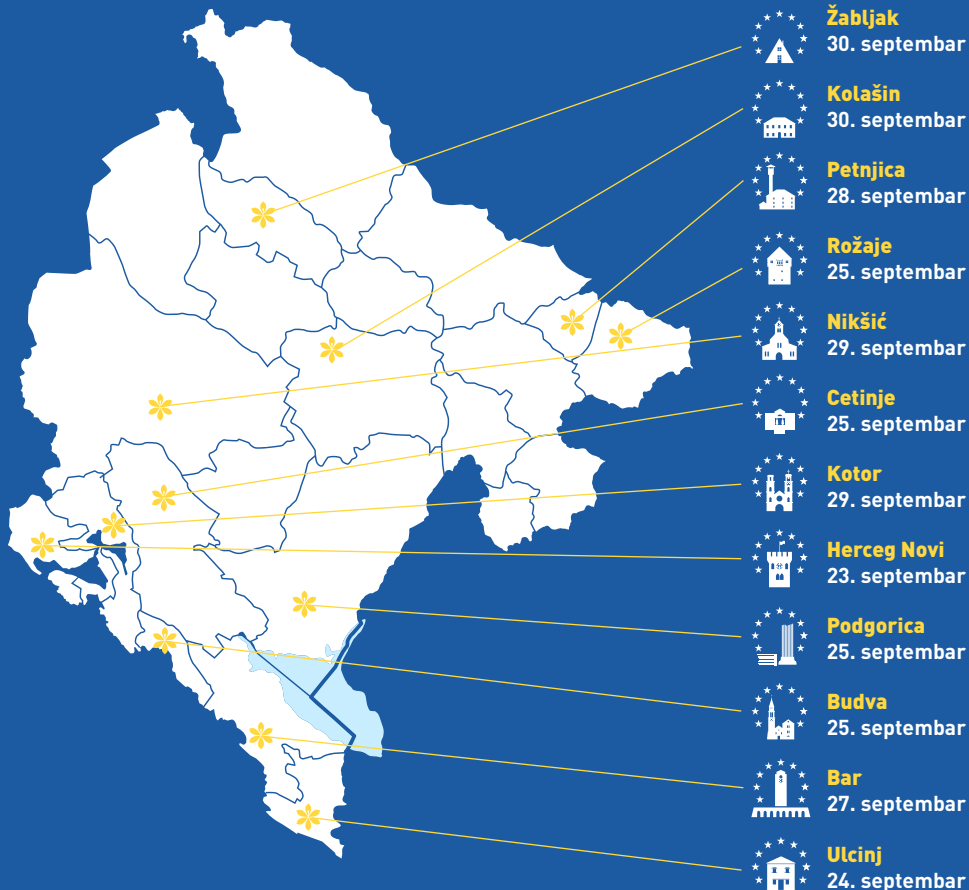 Žabljak
30. septembar
Kolašin
30. septembar
Petnjica
28. septembar
Rožaje
25. septembar
Nikšić
29. septembar
Cetinje
25. septembar
Kotor
29. septembar
Herceg Novi
23. septembar
Podgorica
25. septembar
Budva
25. septembar
Bar
27. septembar
Ulcinj
24. septembar